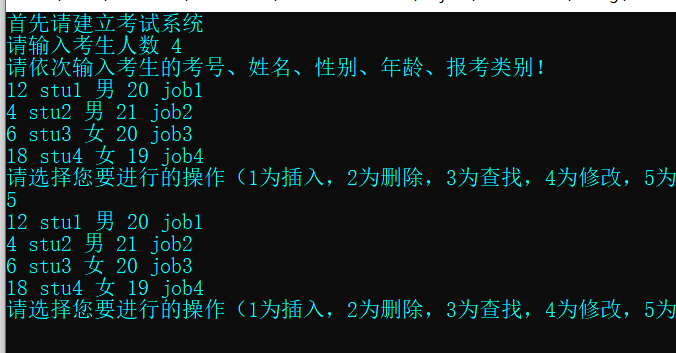 首先请建立考试系统
请输入考生人数 4
请依次输入考生的考号、姓名、性别、年龄、报考类别！
12 stu1 男 20 job1
4 stu2 男 21 job2
6 stu3 女 20 job3
18 stu4 女 19 job4
请选择您要进行的操作（1为插入，2为删除，3为查找，4为修改，5为
5
12 stu1 男 20 job1
4 stu2 男 21 job2
6 stu3 女 20 job3
18 stu4 女 19 job4
请选择您要进行的操作（1为插入，2为删除，3为查找，4为修改，5为